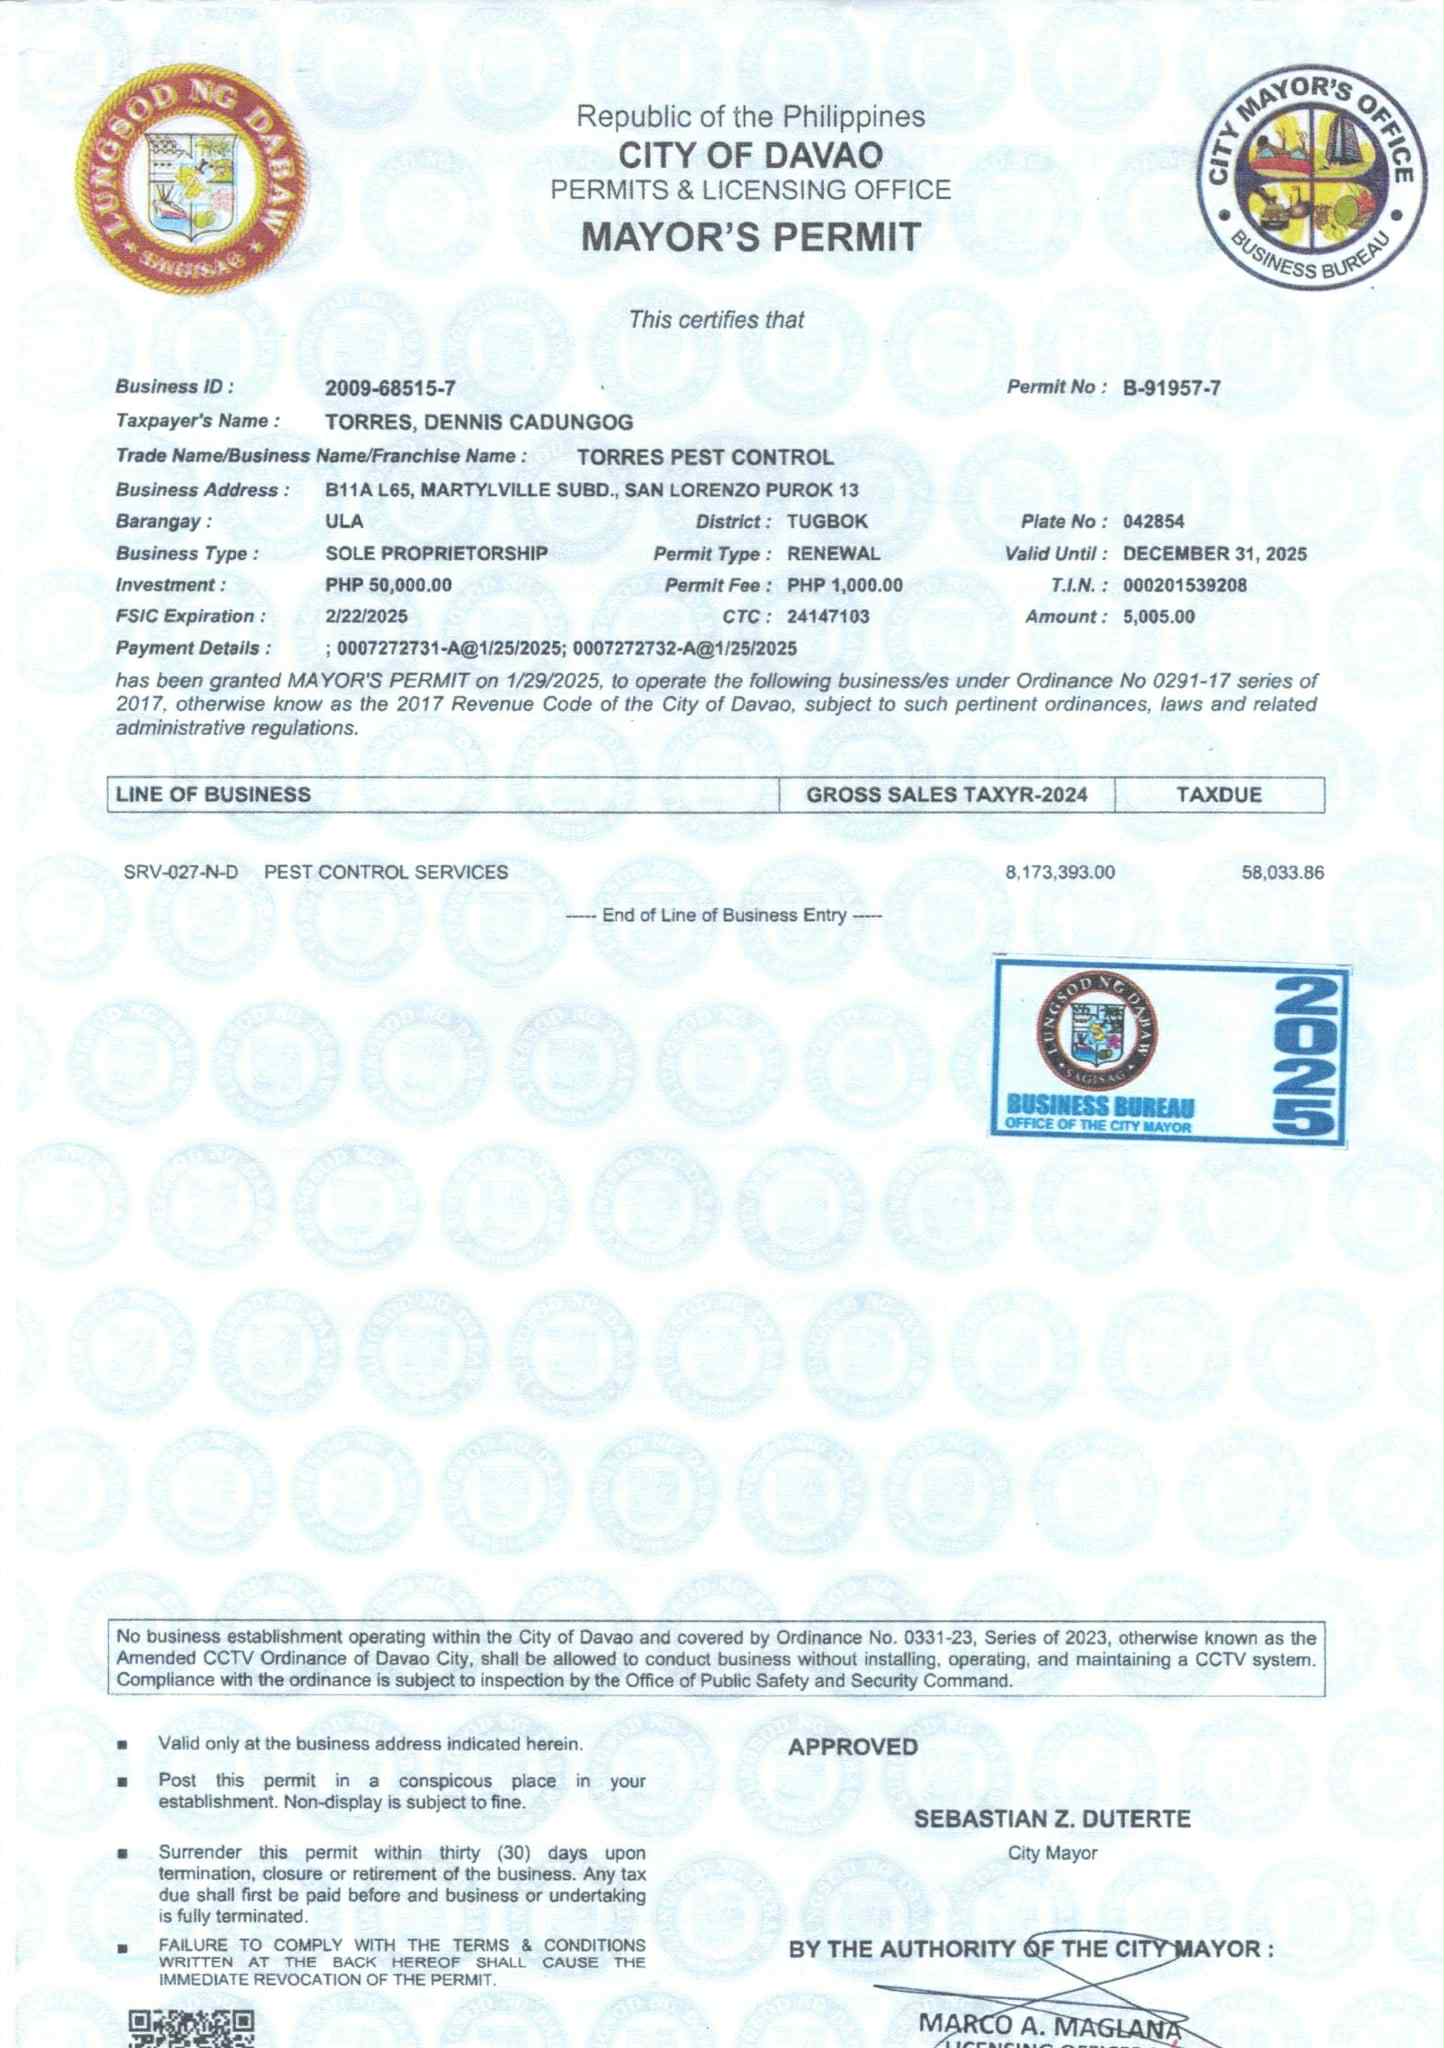 LUNGSOD NG DABAW
SAGISAG
CITY MAYOR'S OFFICE
BUSINESS BUREAU
Republic of the Philippines
CITY OF DAVAO
PERMITS & LICENSING OFFICE
MAYOR'S PERMIT
This certifies that
Business ID : 2009-68515-7 Permit No : B-91957-7
Taxpayer's Name : TORRES, DENNIS CADUNGOG
Trade Name/Business Name/Franchise Name : TORRES PEST CONTROL
Business Address : B11A L65, MARTYLVILLE SUBD., SAN LORENZO PUROK 13
Barangay : ULA District : TUGBOK Plate No : 042854
Business Type : SOLE PROPRIETORSHIP Permit Type : RENEWAL Valid Until : DECEMBER 31, 2025
Investment : PHP 50,000.00 Permit Fee : PHP 1,000.00 T.I.N. : 000201539208
FSIC Expiration : 2/22/2025 CTC : 24147103 Amount : 5,005.00
Payment Details : ; 0007272731-A@1/25/2025; 0007272732-A@1/25/2025
has been granted MAYOR'S PERMIT on 1/29/2025, to operate the following business/es under Ordinance No 0291-17 series of
2017, otherwise know as the 2017 Revenue Code of the City of Davao, subject to such pertinent ordinances, laws and related
administrative regulations.
LINE OF BUSINESS GROSS SALES TAXYR-2024 TAXDUE
SRV-027-N-D PEST CONTROL SERVICES 8,173,393.00 58,033.86
----- End of Line of Business Entry -----
LUNGSOD NG DABAW
SAGISAG
BUSINESS BUREAU
OFFICE OF THE CITY MAYOR
2025
No business establishment operating within the City of Davao and covered by Ordinance No. 0331-23, Series of 2023, otherwise known as the
Amended CCTV Ordinance of Davao City, shall be allowed to conduct business without installing, operating, and maintaining a CCTV system.
Compliance with the ordinance is subject to inspection by the Office of Public Safety and Security Command.
■ Valid only at the business address indicated herein.
■ Post this permit in a conspicous place in your
establishment. Non-display is subject to fine.
■ Surrender this permit within thirty (30) days upon
termination, closure or retirement of the business. Any tax
due shall first be paid before and business or undertaking
is fully terminated.
■ FAILURE TO COMPLY WITH THE TERMS & CONDITIONS
WRITTEN AT THE BACK HEREOF SHALL CAUSE THE
IMMEDIATE REVOCATION OF THE PERMIT.
APPROVED
SEBASTIAN Z. DUTERTE
City Mayor
BY THE AUTHORITY OF THE CITY MAYOR :
MARCO A. MAGLANA
LICENSING OFFICER